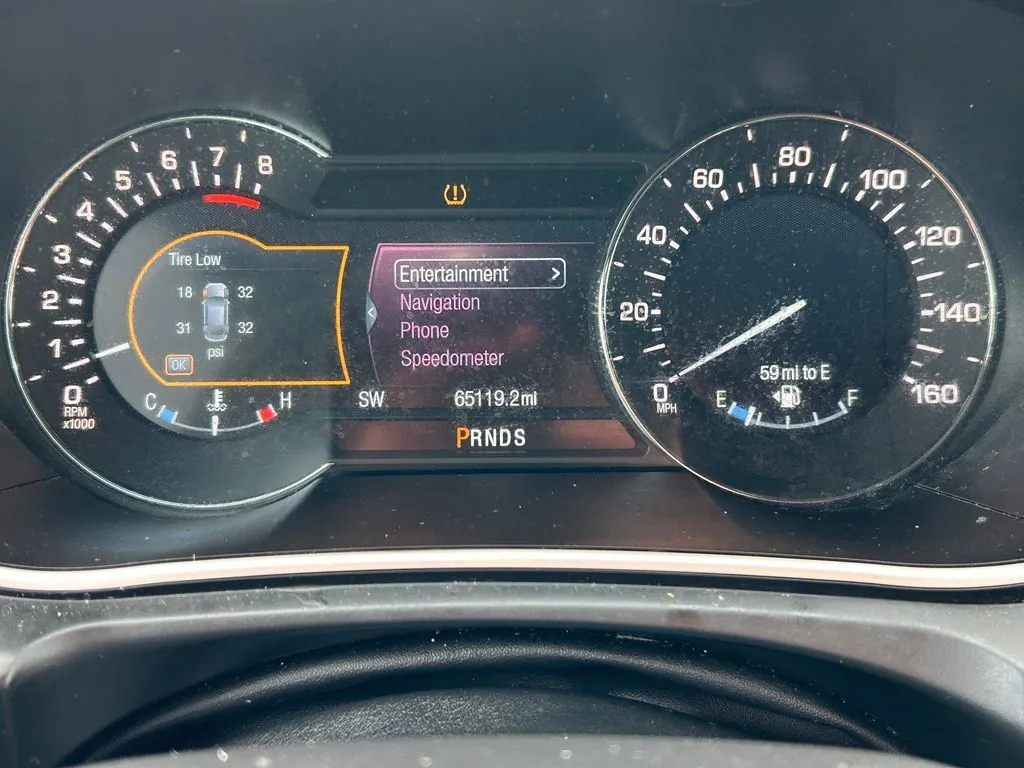 0
1
2
3
4
5
6
7
8
RPM
x1000
Tire Low
18 32
31 32
psi
OK
C H
Entertainment >
Navigation
Phone
Speedometer
SW 65119.2 mi
PRNDS
0
20
40
60
80
100
120
140
160
MPH
59 mi to E
E F